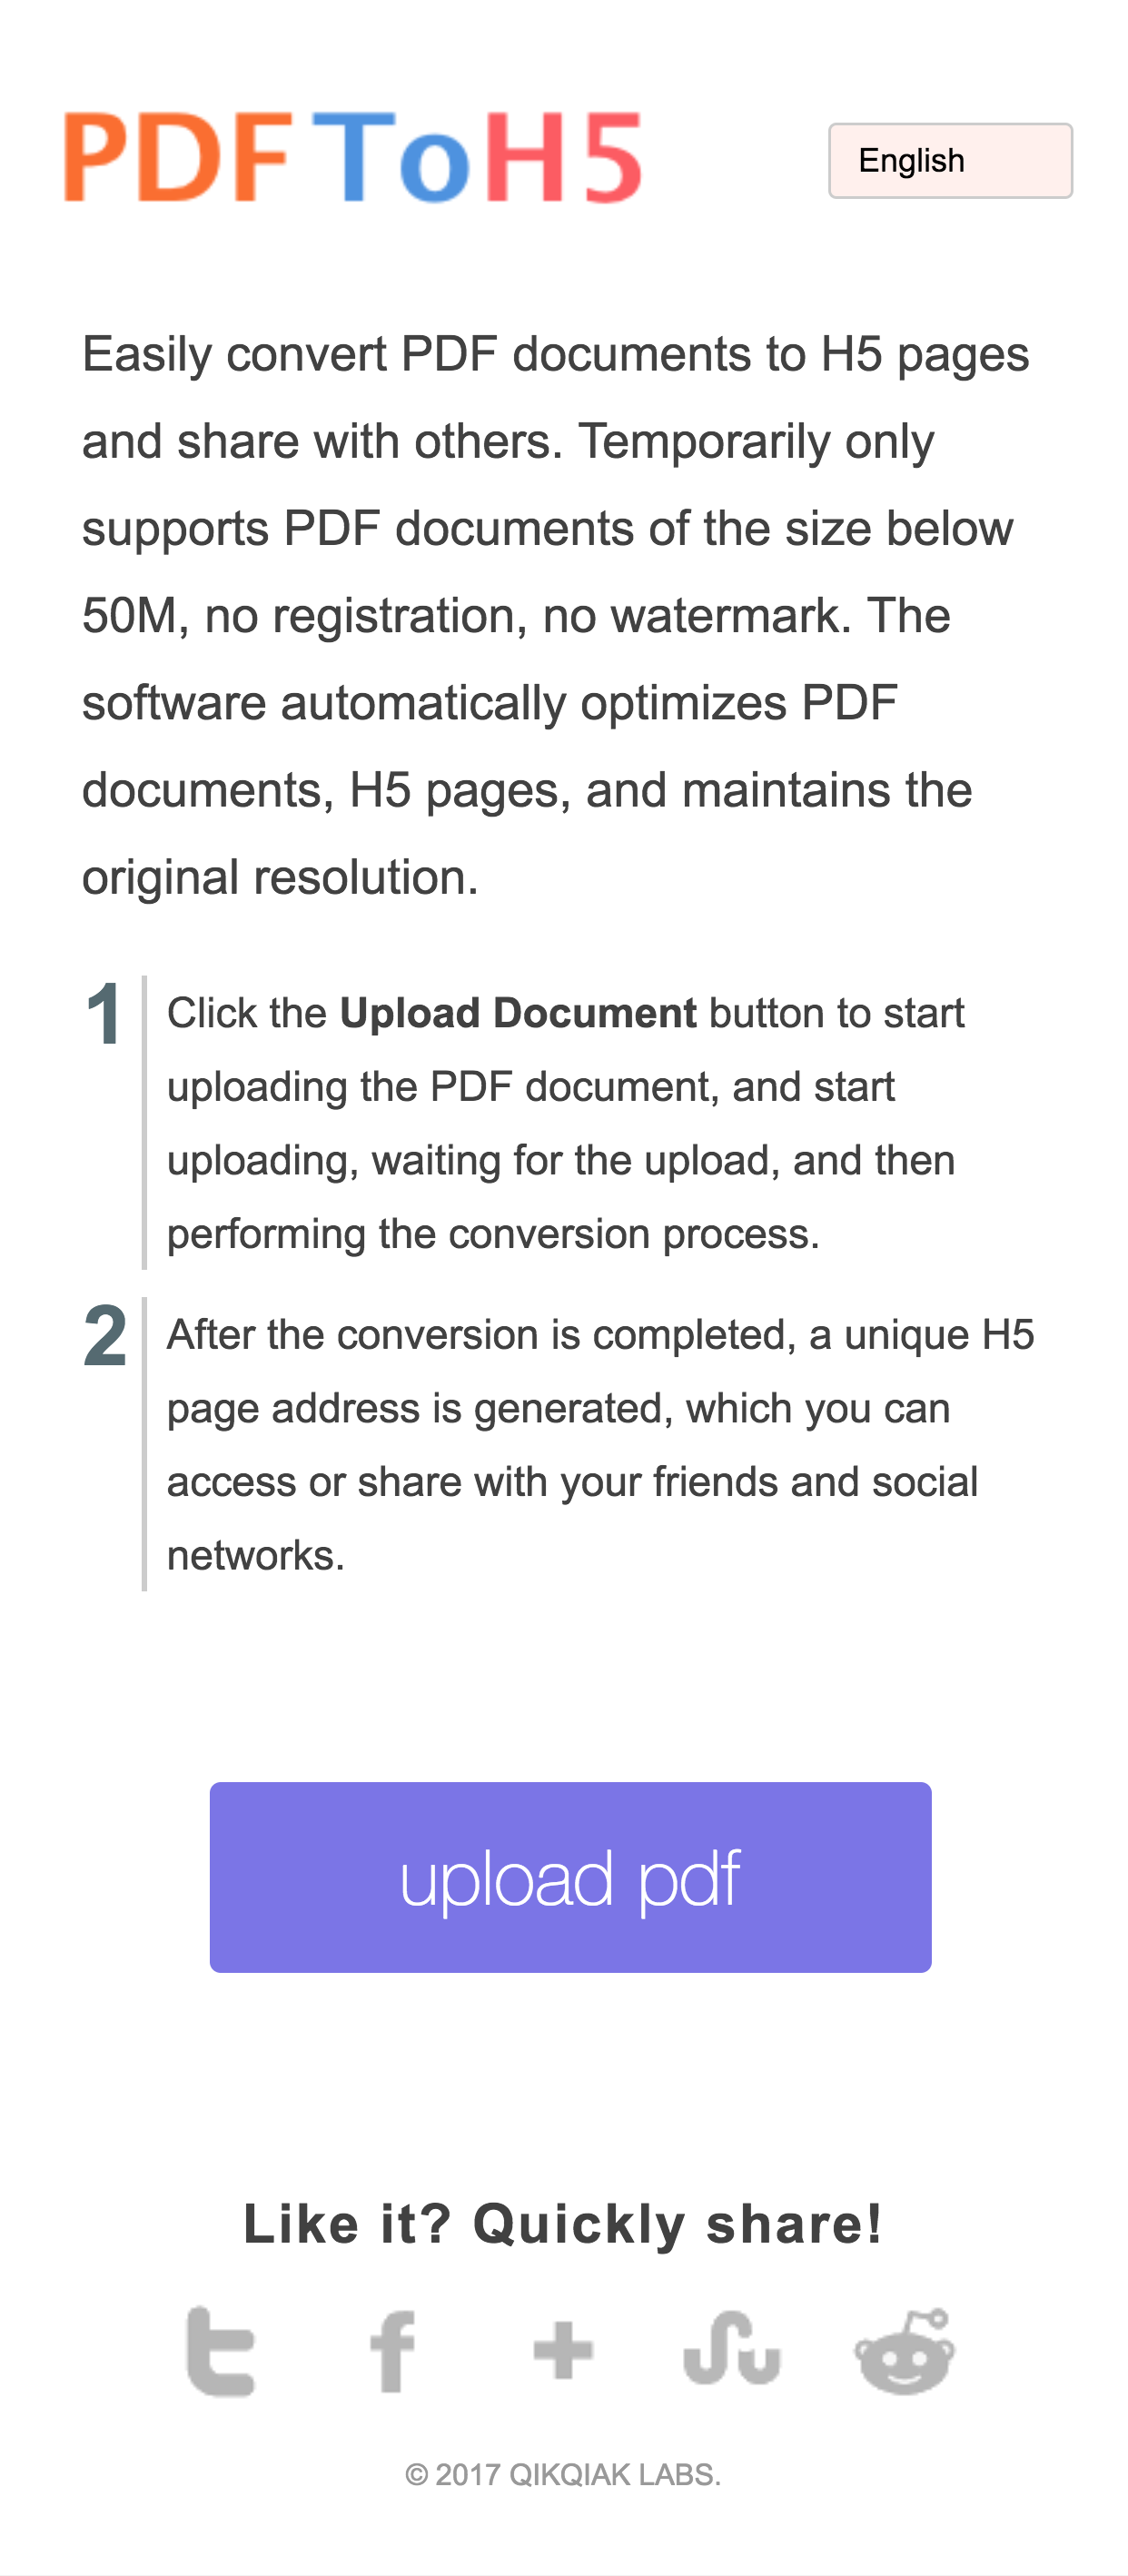 PDFToH5
English
Easily convert PDF documents to H5 pages
and share with others. Temporarily only
supports PDF documents of the size below
50M, no registration, no watermark. The
software automatically optimizes PDF
documents, H5 pages, and maintains the
original resolution.
1
Click the Upload Document button to start
uploading the PDF document, and start
uploading, waiting for the upload, and then
performing the conversion process.
2
After the conversion is completed, a unique H5
page address is generated, which you can
access or share with your friends and social
networks.
upload pdf
Like it? Quickly share!
© 2017 QIKQIAK LABS.